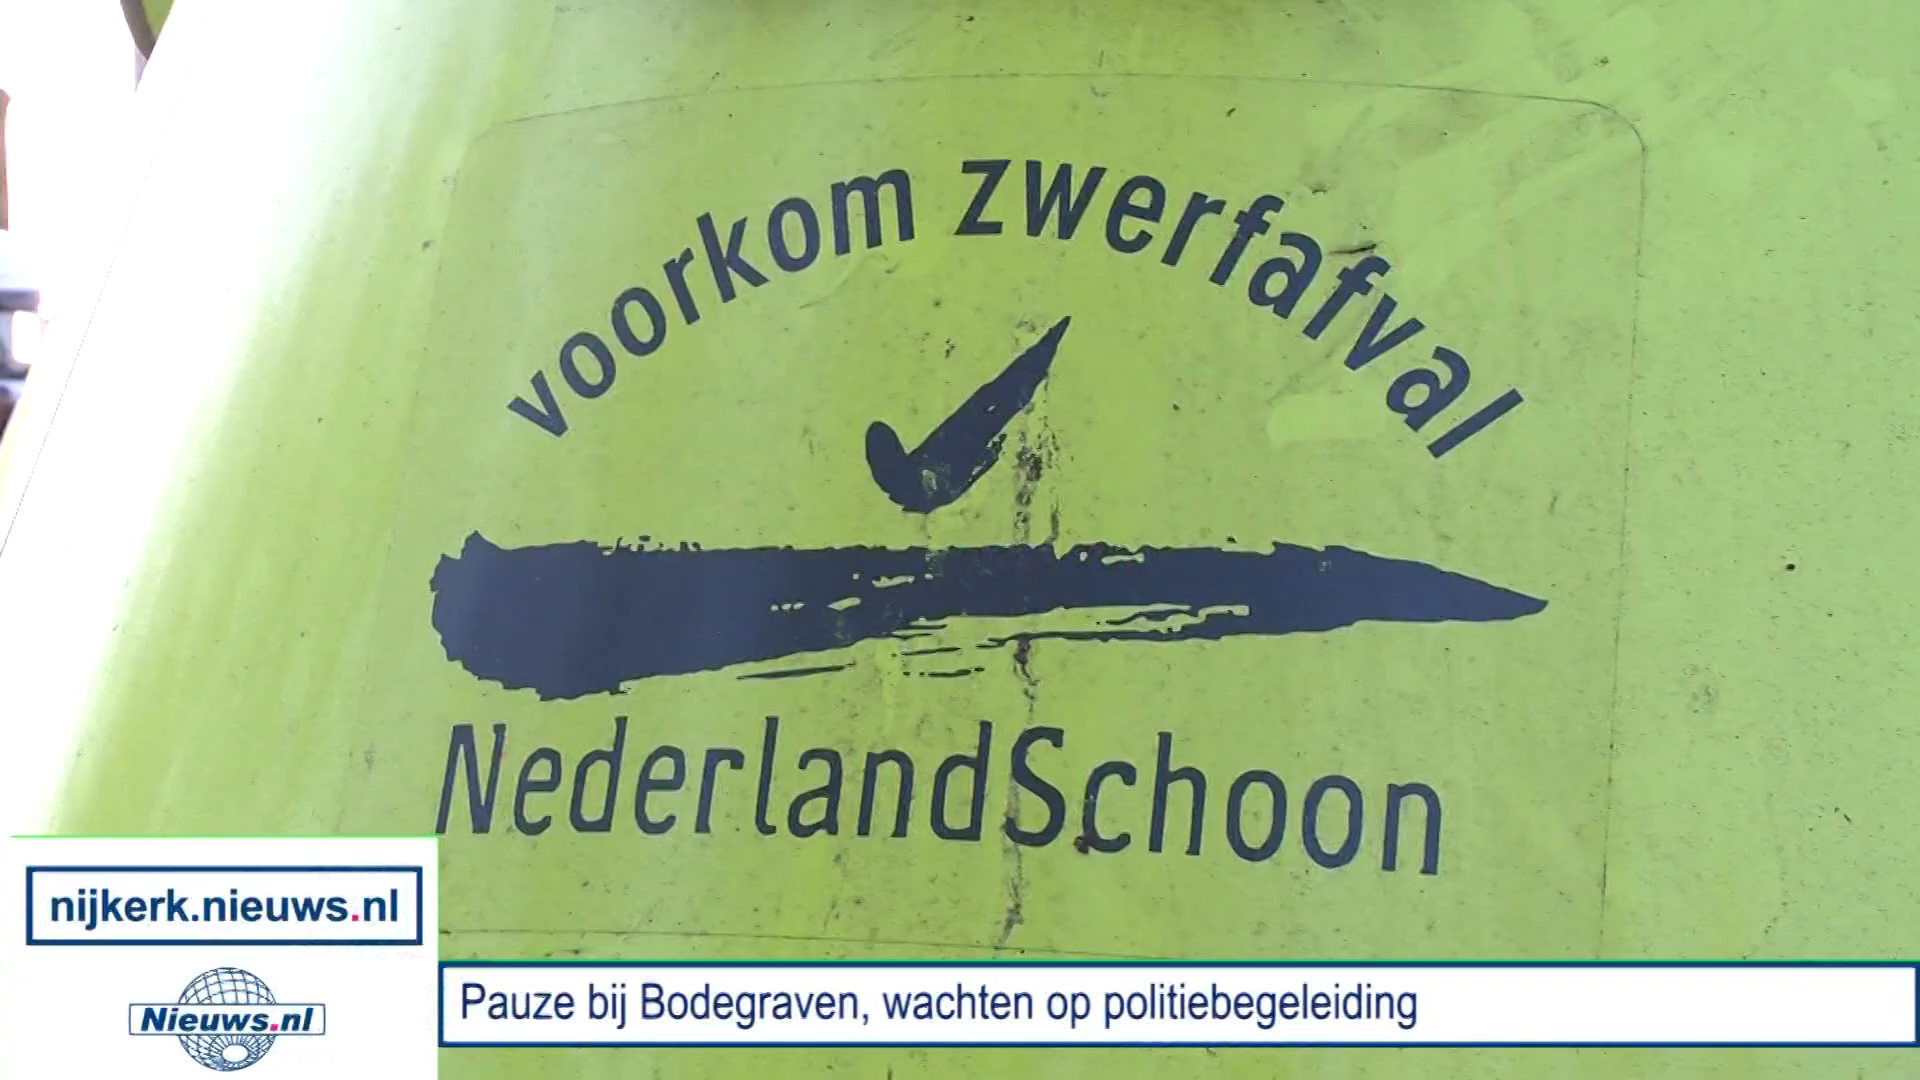 voorkom zwerfafval
NederlandSchoon
nijkerk.nieuws.nl
Nieuws.nl
Pauze bij Bodegraven, wachten op politiebegeleiding